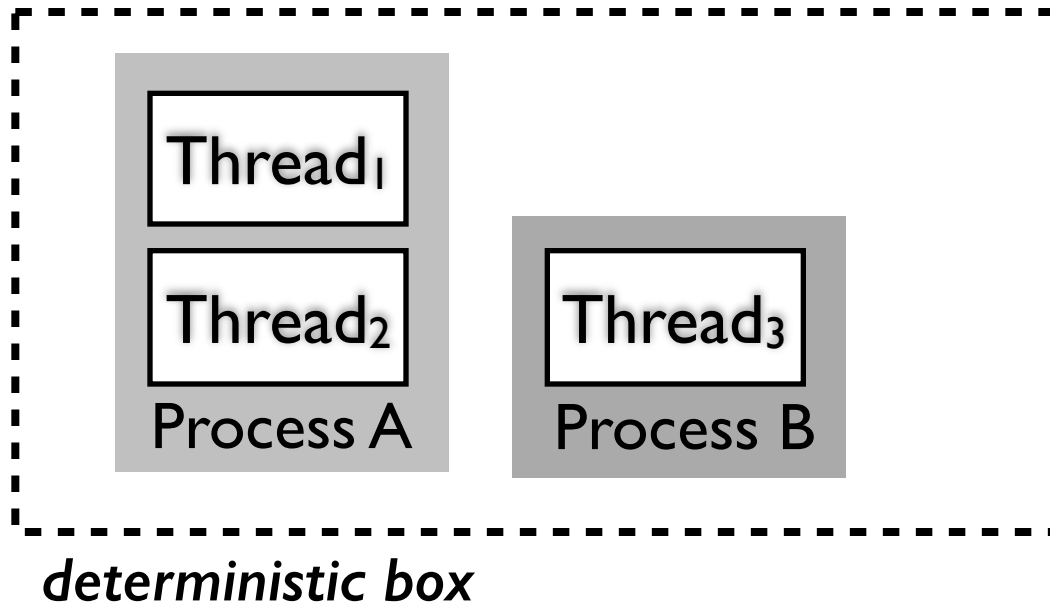 Thread₁
Thread₂
Process A
Thread₃
Process B
deterministic box